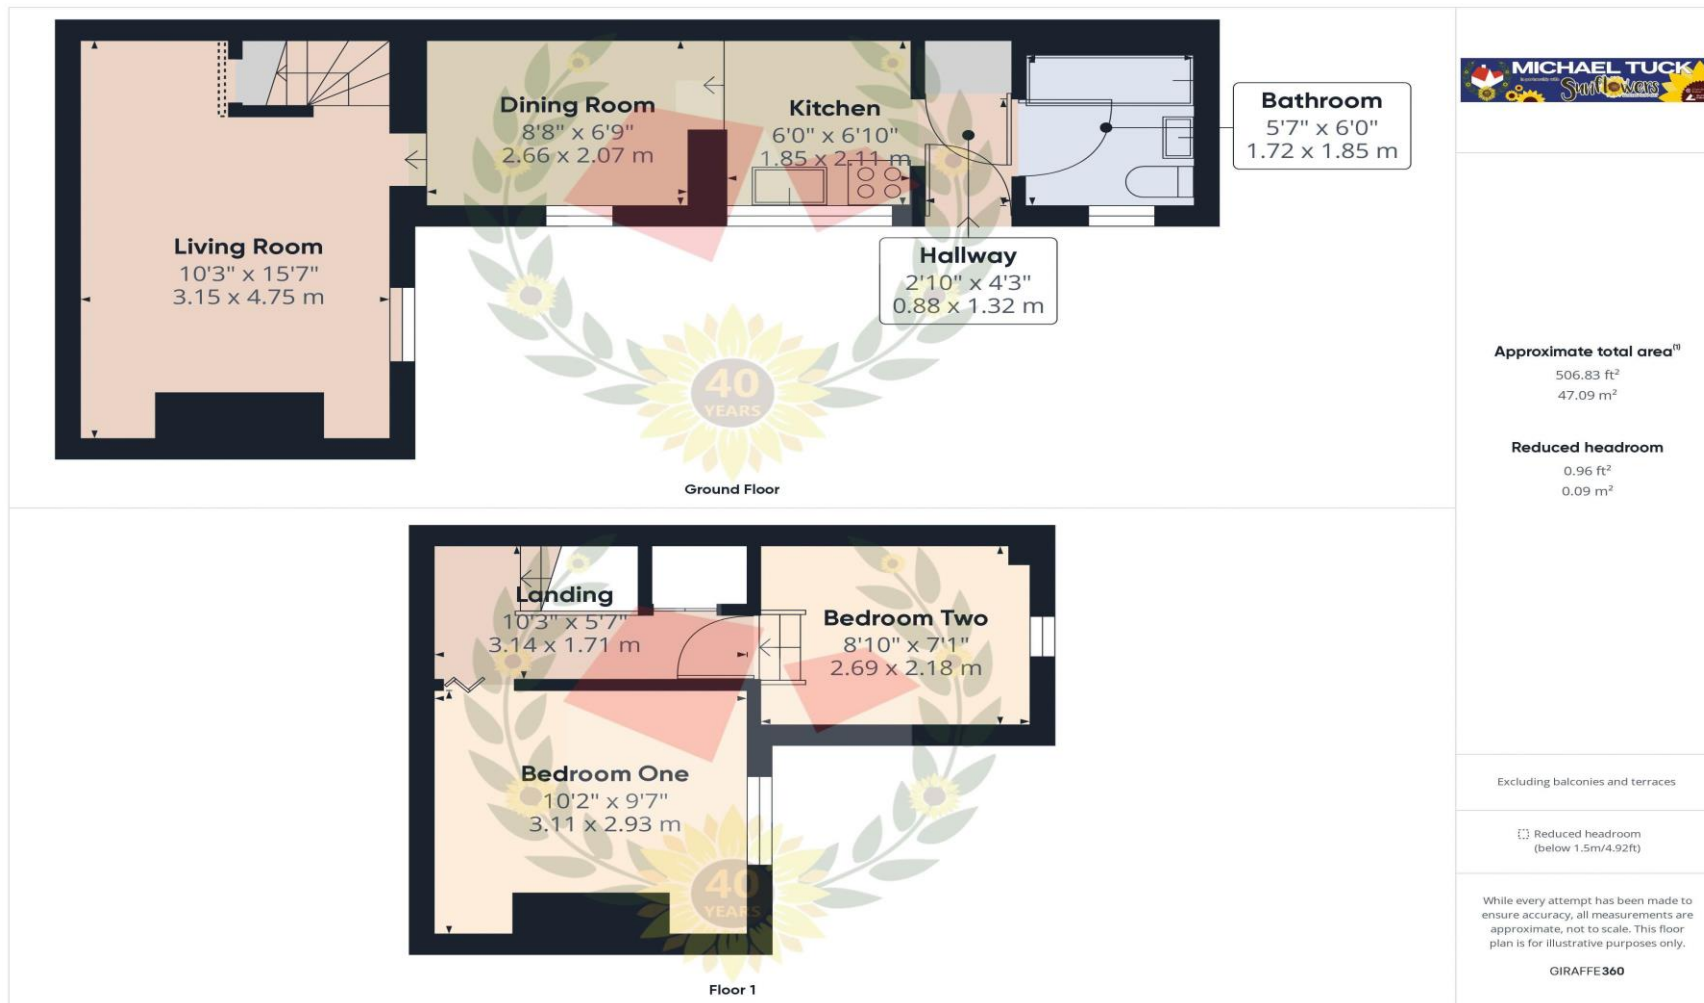 Dining Room
8'8" x 6'9"
2.66 x 2.07 m
Kitchen
6'0" x 6'10"
1.85 x 2.11 m
Bathroom
5'7" x 6'0"
1.72 x 1.85 m
Living Room
10'3" x 15'7"
3.15 x 4.75 m
Hallway
2'10" x 4'3"
0.88 x 1.32 m
40
YEARS
Ground Floor
Landing
10'3" x 5'7"
3.14 x 1.71 m
Bedroom Two
8'10" x 7'1"
2.69 x 2.18 m
Bedroom One
10'2" x 9'7"
3.11 x 2.93 m
40
YEARS
Floor 1
MICHAEL TUCK
Sunflowers
Approximate total area(1)
506.83 ft²
47.09 m²
Reduced headroom
0.96 ft²
0.09 m²
Excluding balconies and terraces
Reduced headroom
(below 1.5m/4.92ft)
While every attempt has been made to
ensure accuracy, all measurements are
approximate, not to scale. This floor
plan is for illustrative purposes only.
GIRAFFE360